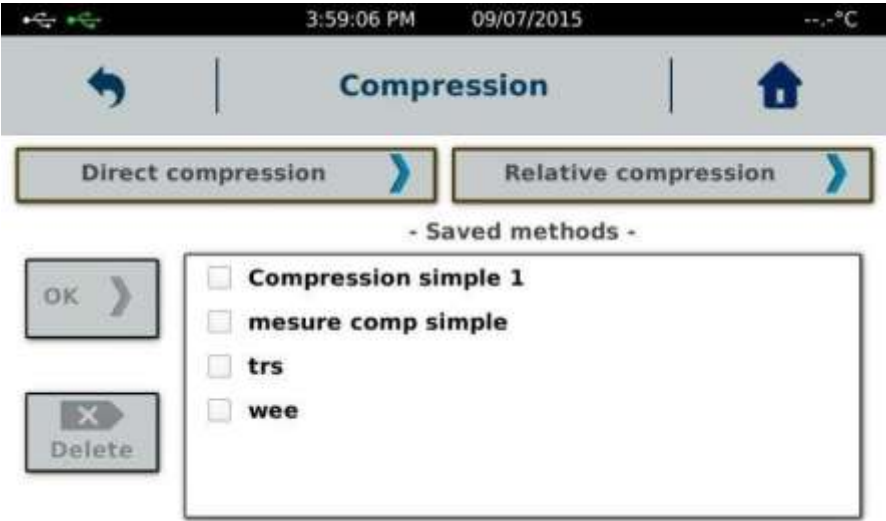 3:59:06 PM 09/07/2015 --.-°C
Compression
Direct compression Relative compression
- Saved methods -
OK
Compression simple 1
mesure comp simple
trs
wee
Delete